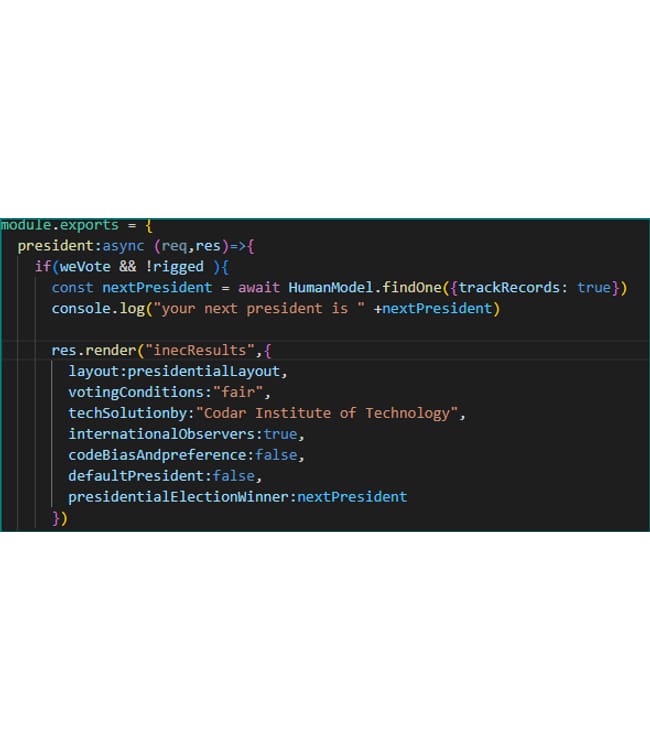 module.exports = {
president:async (req,res)=>{
if(weVote && !rigged ){
const nextPresident = await HumanModel.findOne({trackRecords: true})
console.log("your next president is " +nextPresident)
res.render("inecResults",{
layout:presidentialLayout,
votingConditions:"fair",
techSolutionby:"Codar Institute of Technology",
internationalObservers:true,
codeBiasAndpreference:false,
defaultPresident:false,
presidentialElectionWinner:nextPresident
})